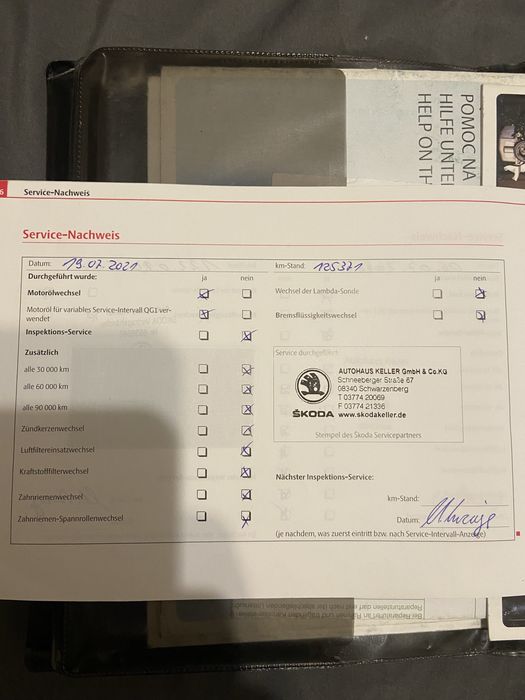 POMOC NA
HILFE UNTE
HELP ON TH
6 Service-Nachweis
Service-Nachweis
Datum: 19.07.2021 km-Stand: 125371
Durchgeführt wurde: ja nein ja nein
Motorölwechsel Wechsel der Lambda-Sonde
Motoröl für variables Service-Intervall QG1 ver-
wendet Bremsflüssigkeitswechsel
Inspektions-Service
Zusätzlich Service durchgeführt
alle 30 000 km
alle 60 000 km
alle 90 000 km
AUTOHAUS KELLER GmbH & Co.KG
Schneeberger Straße 67
08340 Schwarzenberg
T 03774 20069
F 03774 21336
ŠKODA www.skodakeller.de
Zündkerzenwechsel Stempel des Skoda Servicepartners
Luftfiltereinsatzwechsel
Kraftstofffilterwechsel Nächster Inspektions-Service:
Zahnriemenwechsel km-Stand:
Zahnriemen-Spannrollenwechsel Datum:
(je nachdem, was zuerst eintritt bzw. nach Service-Intervall-Anzeige)